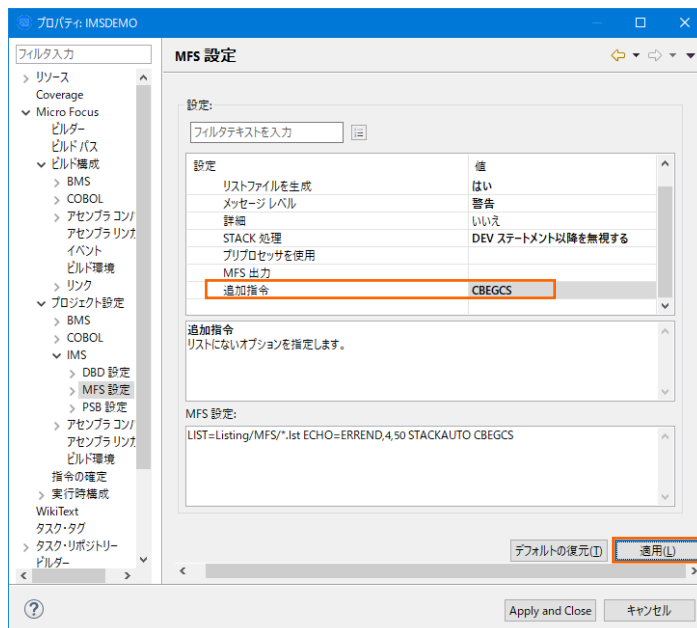 プロパティ: IMSDEMO
フィルタ入力
MFS 設定
リソース
Coverage
Micro Focus
ビルダー
ビルド パス
ビルド構成
BMS
COBOL
アセンブラ コンパ
アセンブラ リンカ
イベント
ビルド環境
リンク
プロジェクト設定
BMS
COBOL
IMS
DBD 設定
MFS 設定
PSB 設定
アセンブラ コンパ
アセンブラ リンカ
ビルド環境
指令の確定
実行時構成
WikiText
タスク・タグ
タスク・リポジトリー
ビルダー
設定:
フィルタテキストを入力
設定 値
リストファイルを生成 はい
メッセージ レベル 警告
詳細 いいえ
STACK 処理 DEV ステートメント以降を無視する
プリプロセッサを使用
MFS 出力
追加指令 CBEGCS
追加指令
リストにないオプションを指定します。
MFS 設定:
LIST=Listing/MFS/*.lst ECHO=ERREND,4,50 STACKAUTO CBEGCS
デフォルトの復元(T) 適用(L)
Apply and Close キャンセル